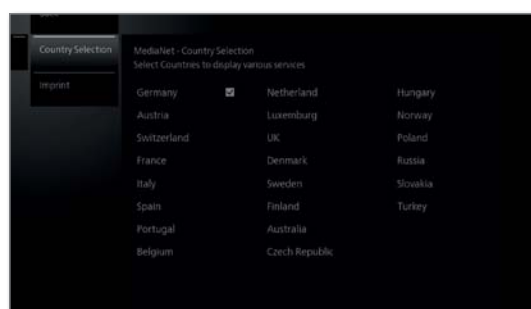 Country Selection
Imprint
MediaNet - Country Selection
Select Countries to display various services
Germany Netherland Hungary
Austria Luxemburg Norway
Switzerland UK Poland
France Denmark Russia
Italy Sweden Slovakia
Spain Finland Turkey
Portugal Australia
Belgium Czech Republic